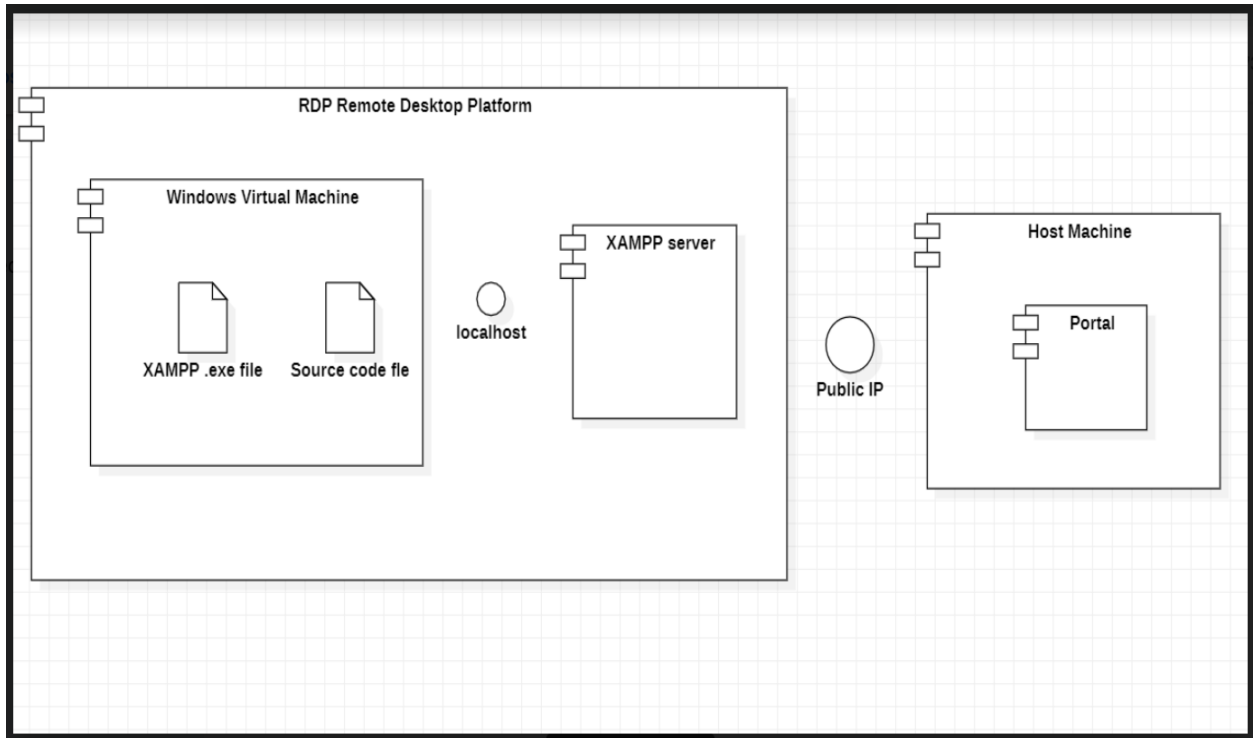 RDP Remote Desktop Platform
Windows Virtual Machine
XAMPP .exe file
Source code fle
localhost
XAMPP server
Public IP
Host Machine
Portal